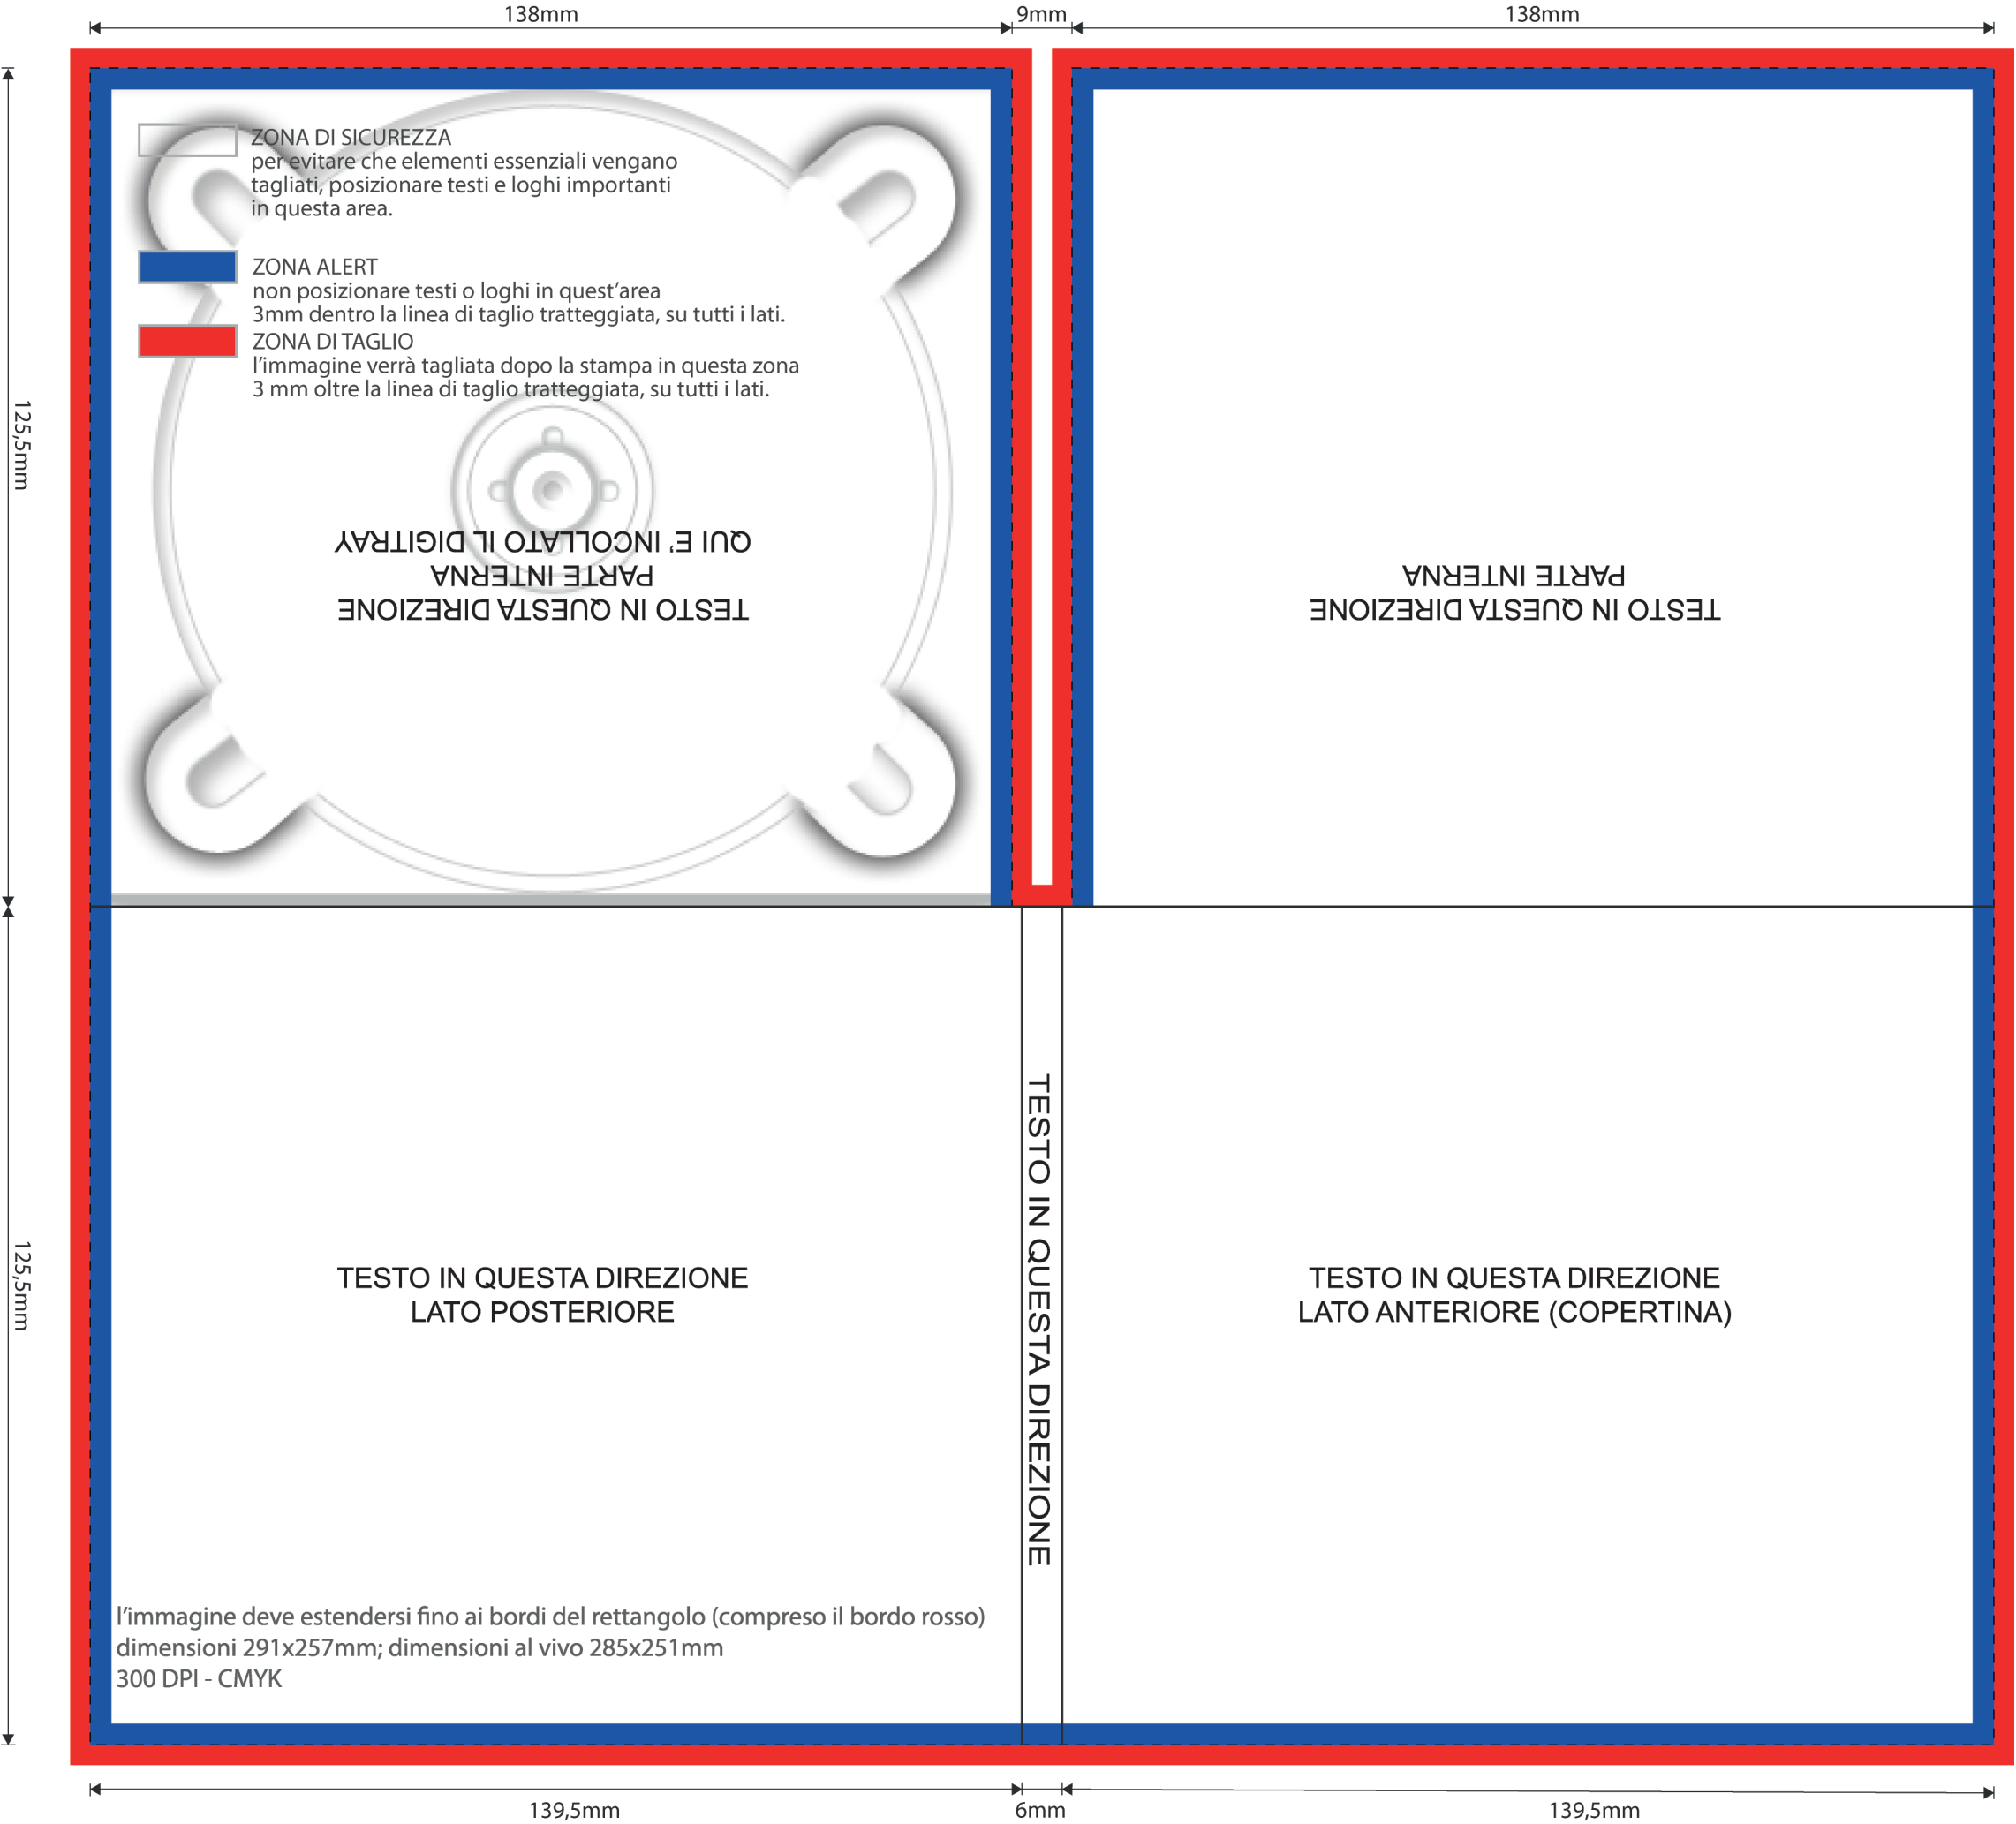 138mm
9mm
138mm
ZONA DI SICUREZZA
per evitare che elementi essenziali vengano
tagliati, posizionare testi e loghi importanti
in questa area.
ZONA ALERT
non posizionare testi o loghi in quest'area
3mm dentro la linea di taglio tratteggiata, su tutti i lati.
ZONA DI TAGLIO
l'immagine verrà tagliata dopo la stampa in questa zona
3 mm oltre la linea di taglio tratteggiata, su tutti i lati.
125,5mm
TESTO IN QUESTA DIREZIONE
PARTE INTERNA
QUI E' INCOLLATO IL DIGITRAY
TESTO IN QUESTA DIREZIONE
PARTE INTERNA
125,5mm
TESTO IN QUESTA DIREZIONE
LATO POSTERIORE
TESTO IN QUESTA DIREZIONE
TESTO IN QUESTA DIREZIONE
LATO ANTERIORE (COPERTINA)
l'immagine deve estendersi fino ai bordi del rettangolo (compreso il bordo rosso)
dimensioni 291x257mm; dimensioni al vivo 285x251mm
300 DPI - CMYK
139,5mm
6mm
139,5mm